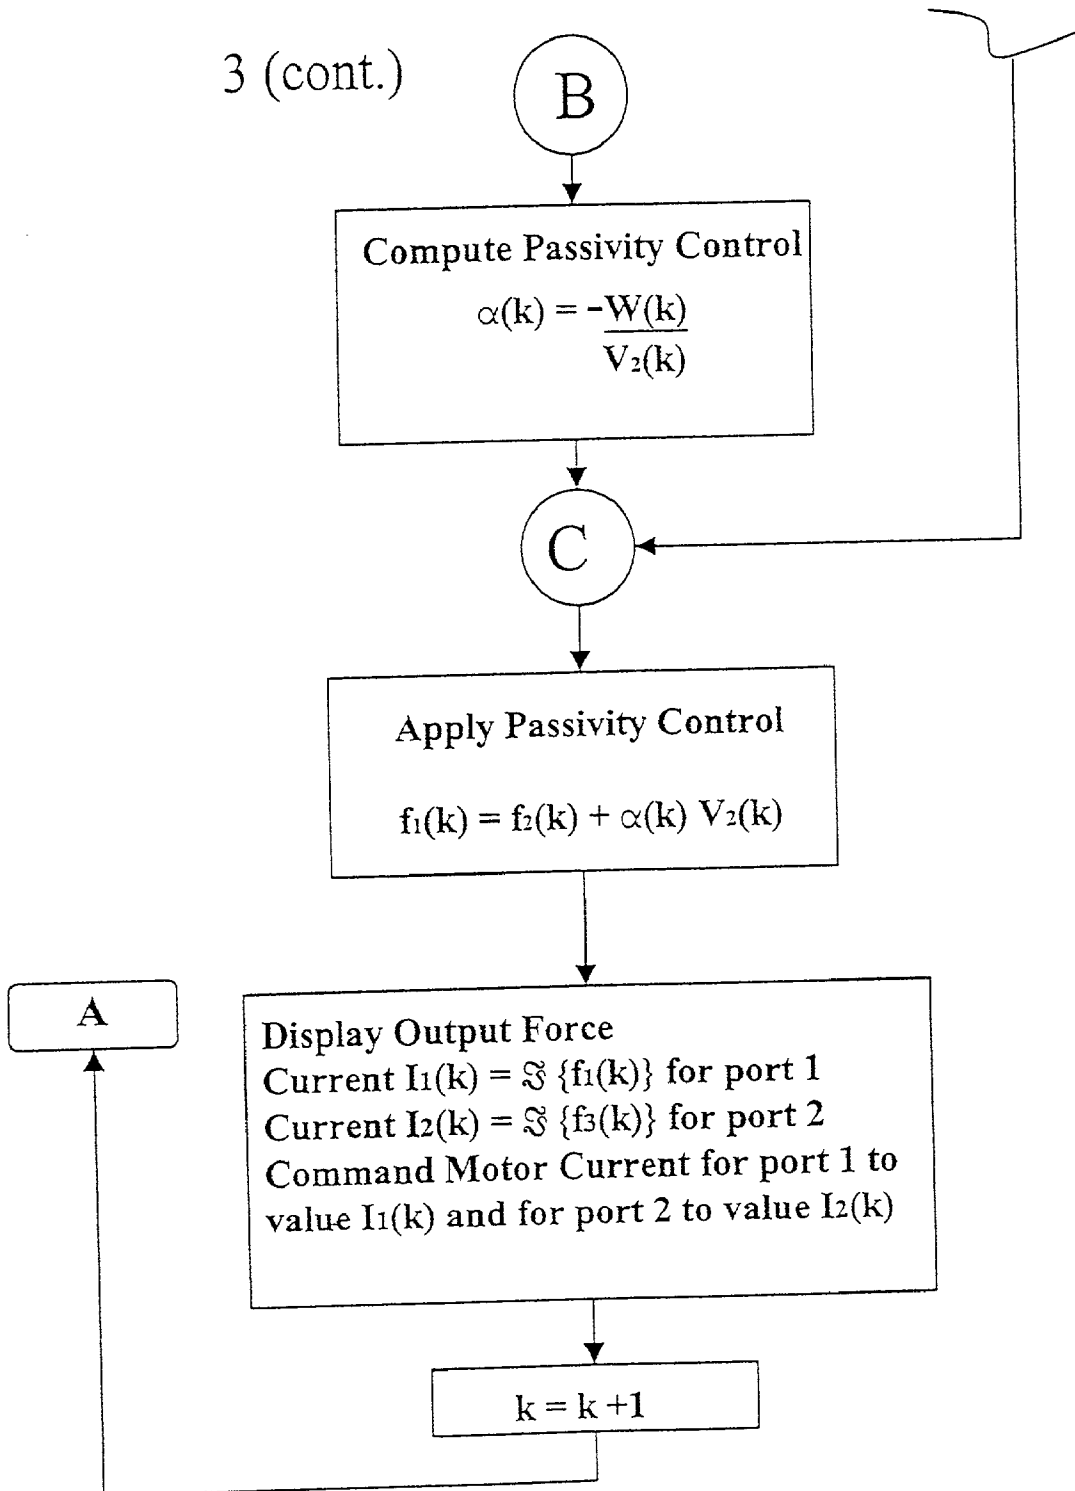 3 (cont.)
B
Compute Passivity Control
∝(k) = -W(k)
V₂(k)
C
Apply Passivity Control
f₁(k) = f₂(k) + ∝(k) V₂(k)
A
Display Output Force
Current I₁(k) = ℑ {f₁(k)} for port 1
Current I₂(k) = ℑ {f₃(k)} for port 2
Command Motor Current for port 1 to
value I₁(k) and for port 2 to value I₂(k)
k = k +1